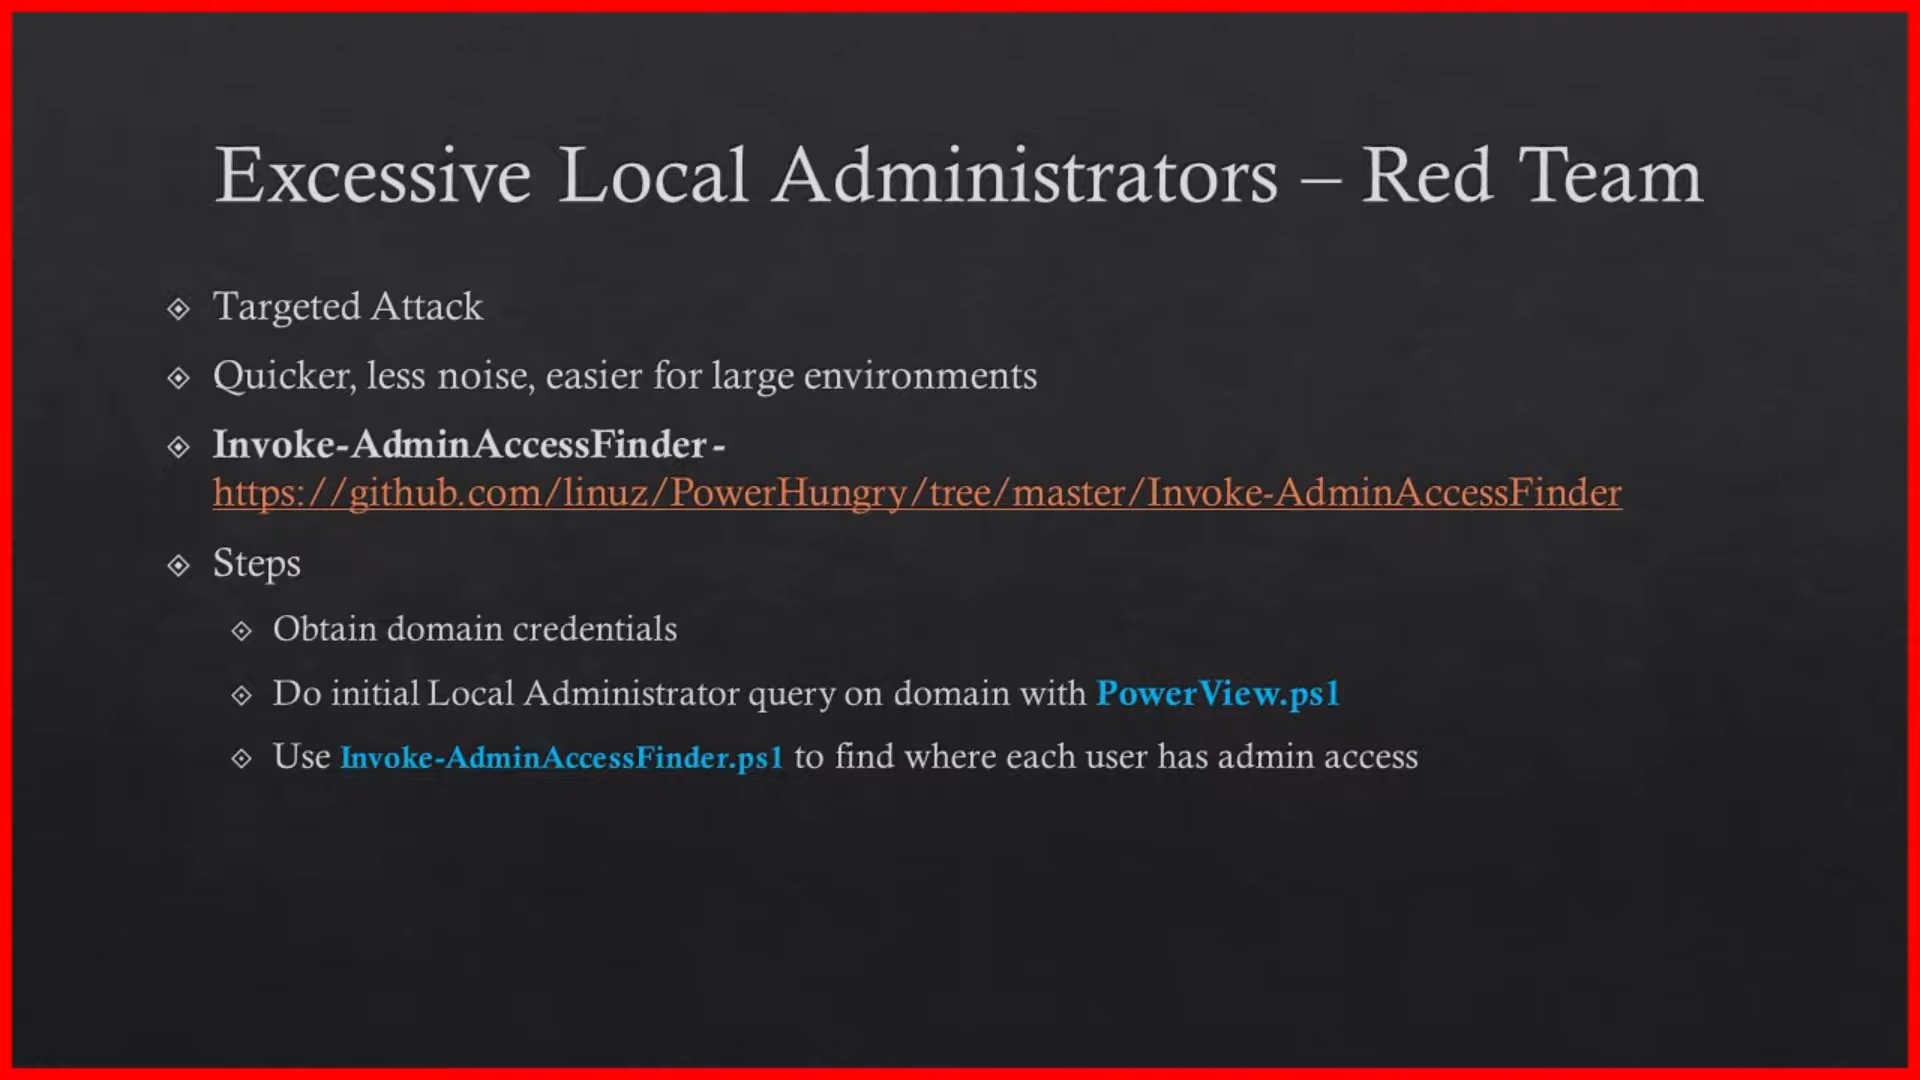 Excessive Local Administrators – Red Team
Targeted Attack
Quicker, less noise, easier for large environments
Invoke-AdminAccessFinder -
https://github.com/linuz/PowerHungry/tree/master/Invoke-AdminAccessFinder
Steps
Obtain domain credentials
Do initial Local Administrator query on domain with PowerView.ps1
Use Invoke-AdminAccessFinder.ps1 to find where each user has admin access